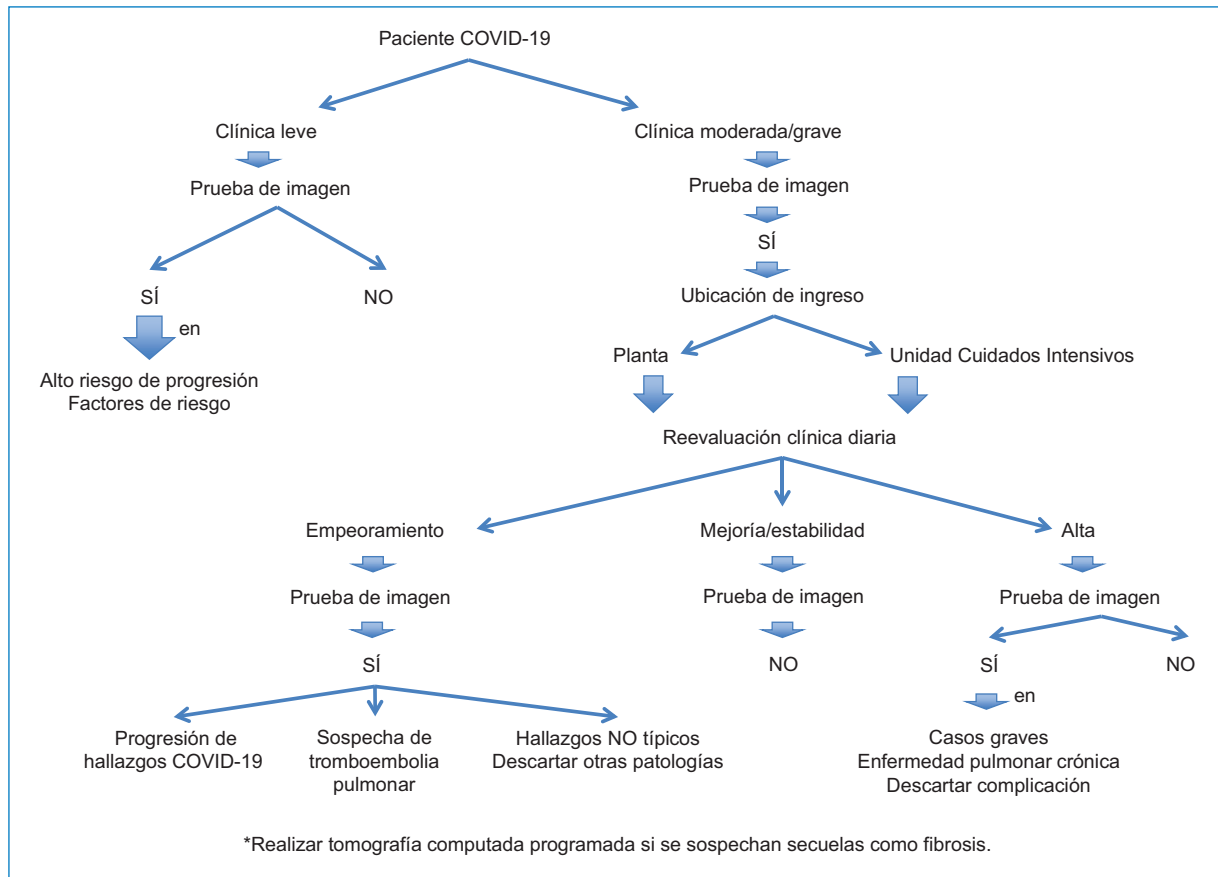 Paciente COVID-19
Clínica leve
Clínica moderada/grave
Prueba de imagen
Prueba de imagen
SÍ
SÍ
NO
Ubicación de ingreso
en
Planta
Unidad Cuidados Intensivos
Alto riesgo de progresión
Factores de riesgo
Reevaluación clínica diaria
Empeoramiento
Mejoría/estabilidad
Alta
Prueba de imagen
Prueba de imagen
Prueba de imagen
SÍ
NO
SÍ
NO
en
Progresión de
hallazgos COVID-19
Sospecha de
tromboembolia
pulmonar
Hallazgos NO típicos
Descartar otras patologías
Casos graves
Enfermedad pulmonar crónica
Descartar complicación
*Realizar tomografía computada programada si se sospechan secuelas como fibrosis.